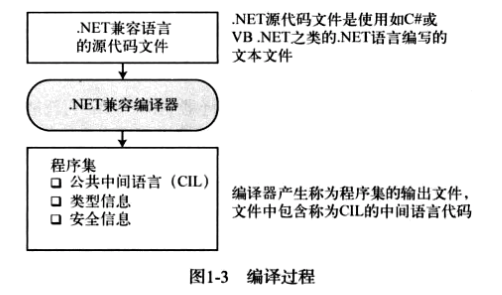 .NET兼容语言
的源代码文件
.NET源代码文件是使用如C#或
VB .NET之类的.NET语言编写的
文本文件
.NET兼容编译器
程序集
❏ 公共中间语言（CIL）
❏ 类型信息
❏ 安全信息
编译器产生称为程序集的输出文件，
文件中包含称为CIL的中间语言代码
图1-3 编译过程